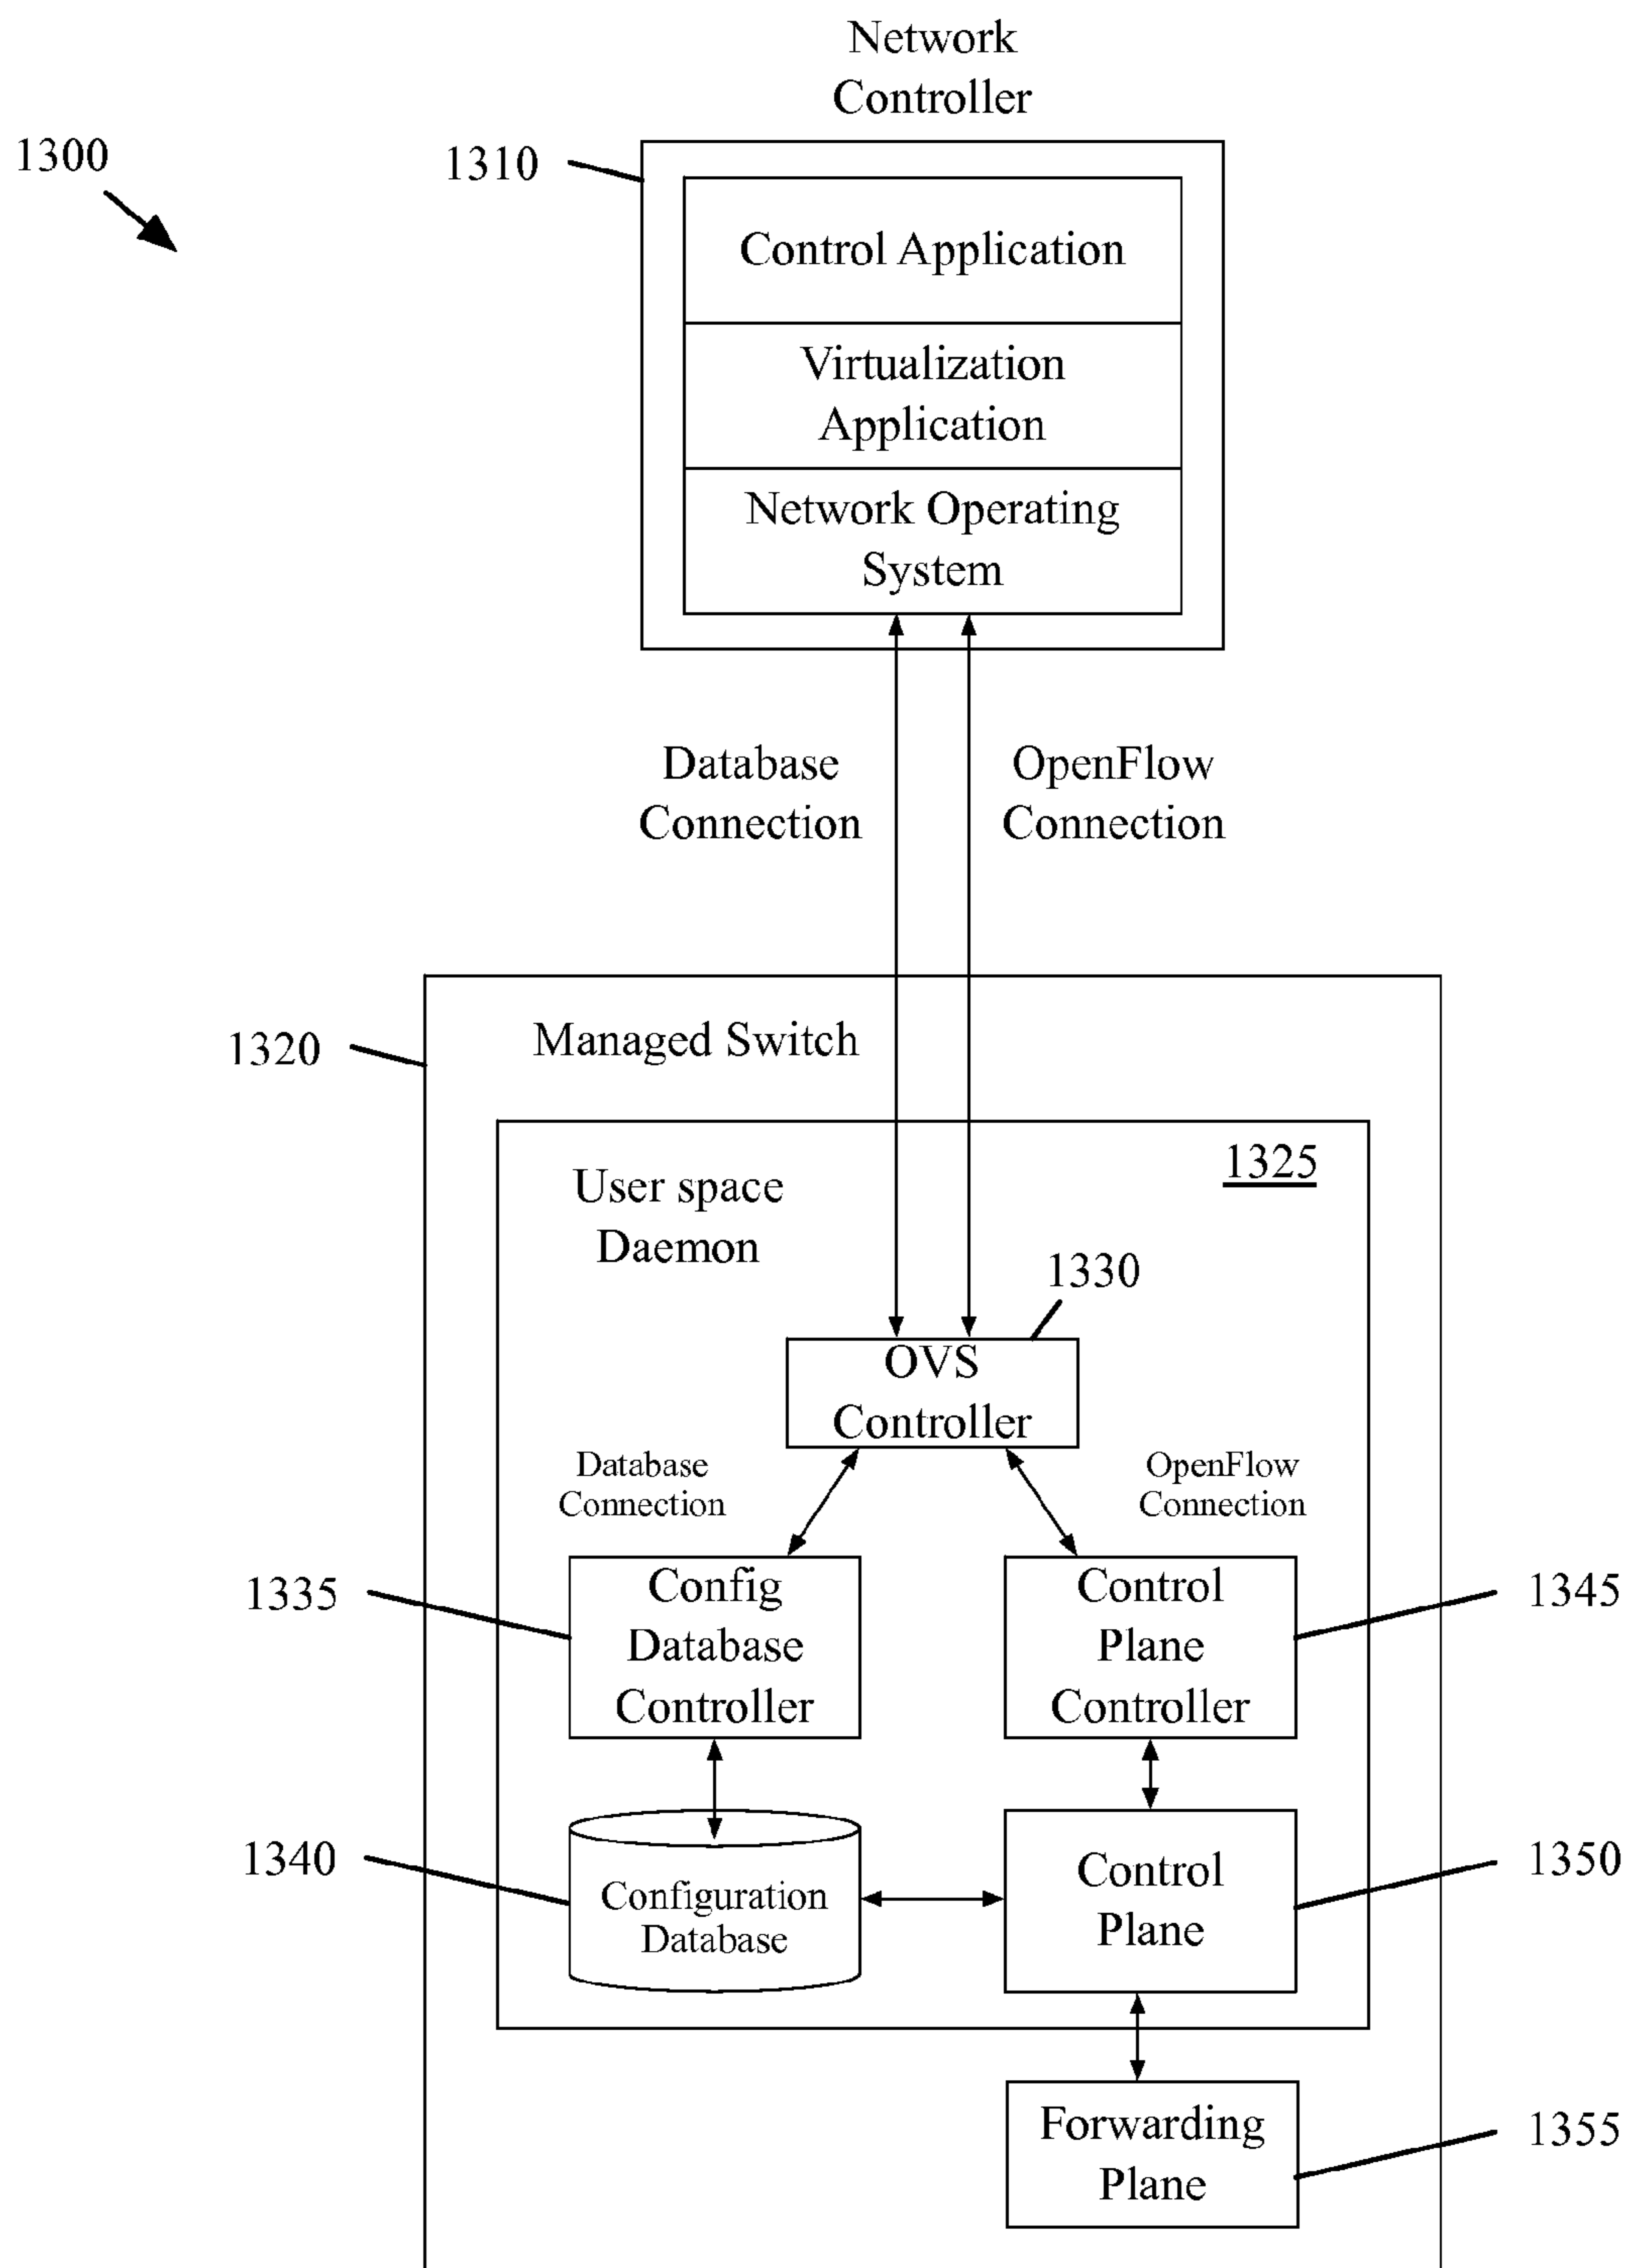 Network
Controller
1300
1310
Control Application
Virtualization
Application
Network Operating
System
Database
Connection
OpenFlow
Connection
1320
Managed Switch
1325
User space
Daemon
1330
OVS
Controller
Database
Connection
OpenFlow
Connection
1335
Config
Database
Controller
Control
Plane
Controller
1345
1340
Configuration
Database
Control
Plane
1350
Forwarding
Plane
1355